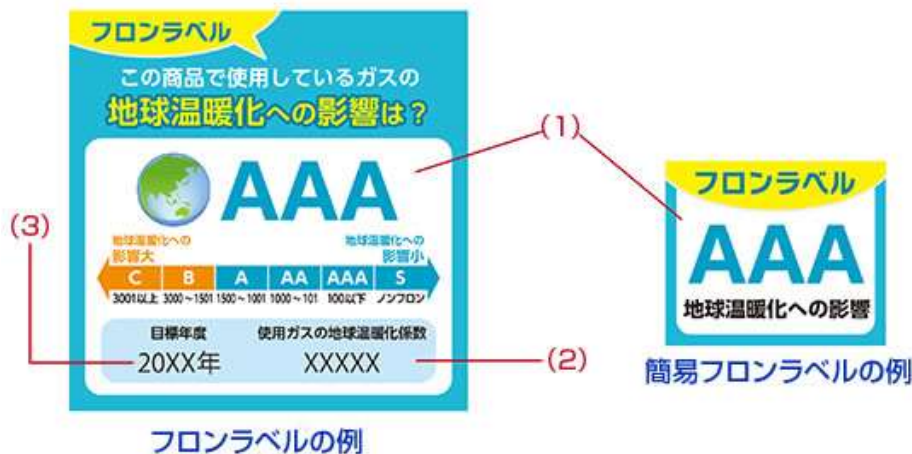 フロンラベル
この商品で使用しているガスの
地球温暖化への影響は？
AAA
地球温暖化への
影響大
地球温暖化への
影響小
C B A AA AAA S
3001以上 3000～1501 1500～1001 1000～101 100以下 ノンフロン
目標年度 使用ガスの地球温暖化係数
20XX年 XXXXX
フロンラベルの例
(1)
(2)
(3)
フロンラベル
AAA
地球温暖化への影響
簡易フロンラベルの例